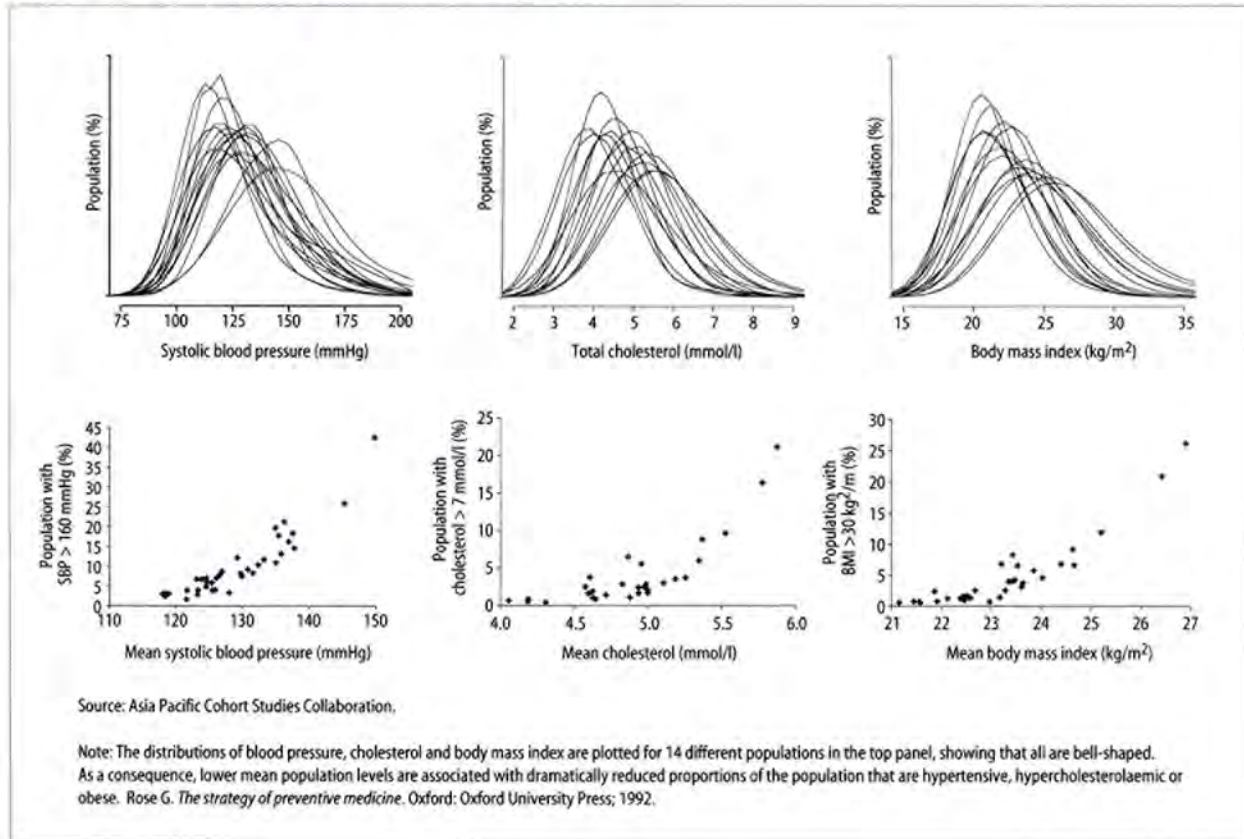 Population (%)
75 100 125 150 175 200
Systolic blood pressure (mmHg)
Population (%)
2 3 4 5 6 7 8 9
Total cholesterol (mmol/l)
Population (%)
15 20 25 30 35
Body mass index (kg/m²)
Population with
SBP > 160 mmHg (%)
45
40
35
30
25
20
15
10
5
0
110 120 130 140 150
Mean systolic blood pressure (mmHg)
Population with
cholesterol > 7 mmol/l (%)
25
20
15
10
5
0
4.0 4.5 5.0 5.5 6.0
Mean cholesterol (mmol/l)
Population with
BMI >30 kg²/m (%)
30
25
20
15
10
5
0
21 22 23 24 25 26 27
Mean body mass index (kg/m²)
Source: Asia Pacific Cohort Studies Collaboration.
Note: The distributions of blood pressure, cholesterol and body mass index are plotted for 14 different populations in the top panel, showing that all are bell-shaped.
As a consequence, lower mean population levels are associated with dramatically reduced proportions of the population that are hypertensive, hypercholesterolaemic or
obese. Rose G. The strategy of preventive medicine. Oxford: Oxford University Press; 1992.